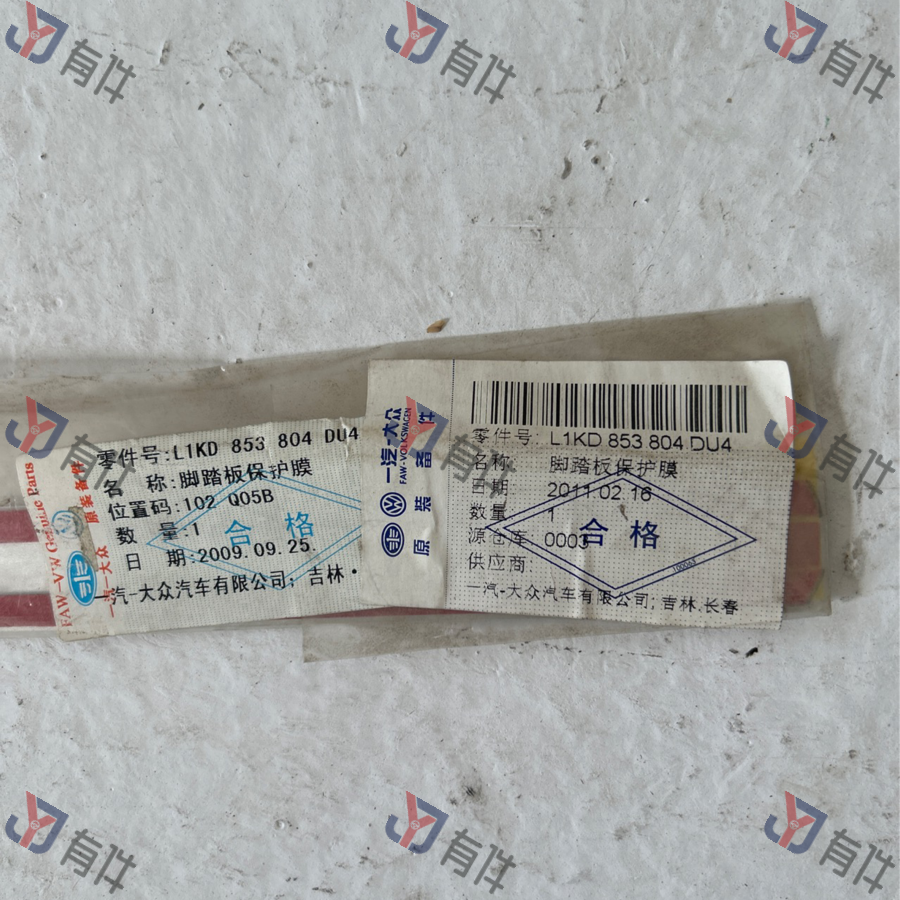 有件
有件
有件
零件号:L1KD 853 804 DU4
名 称:脚踏板保护膜
位置码:102 Q05B
数 量:1
日 期:2009.09.25.
合格
一汽-大众汽车有限公司; 吉林·
FAW-VW Genuine Parts
一汽-大众
原装备件
一汽-大众
FAW-VOLKSWAGEN
原装备件
零件号: L1KD 853 804 DU4
名称: 脚踏板保护膜
日期 2011 02 16
数量 1
源仓库: 0003
供应商:
合格
一汽-大众汽车有限公司; 吉林.长春
有件
有件
有件
有件
有件
有件